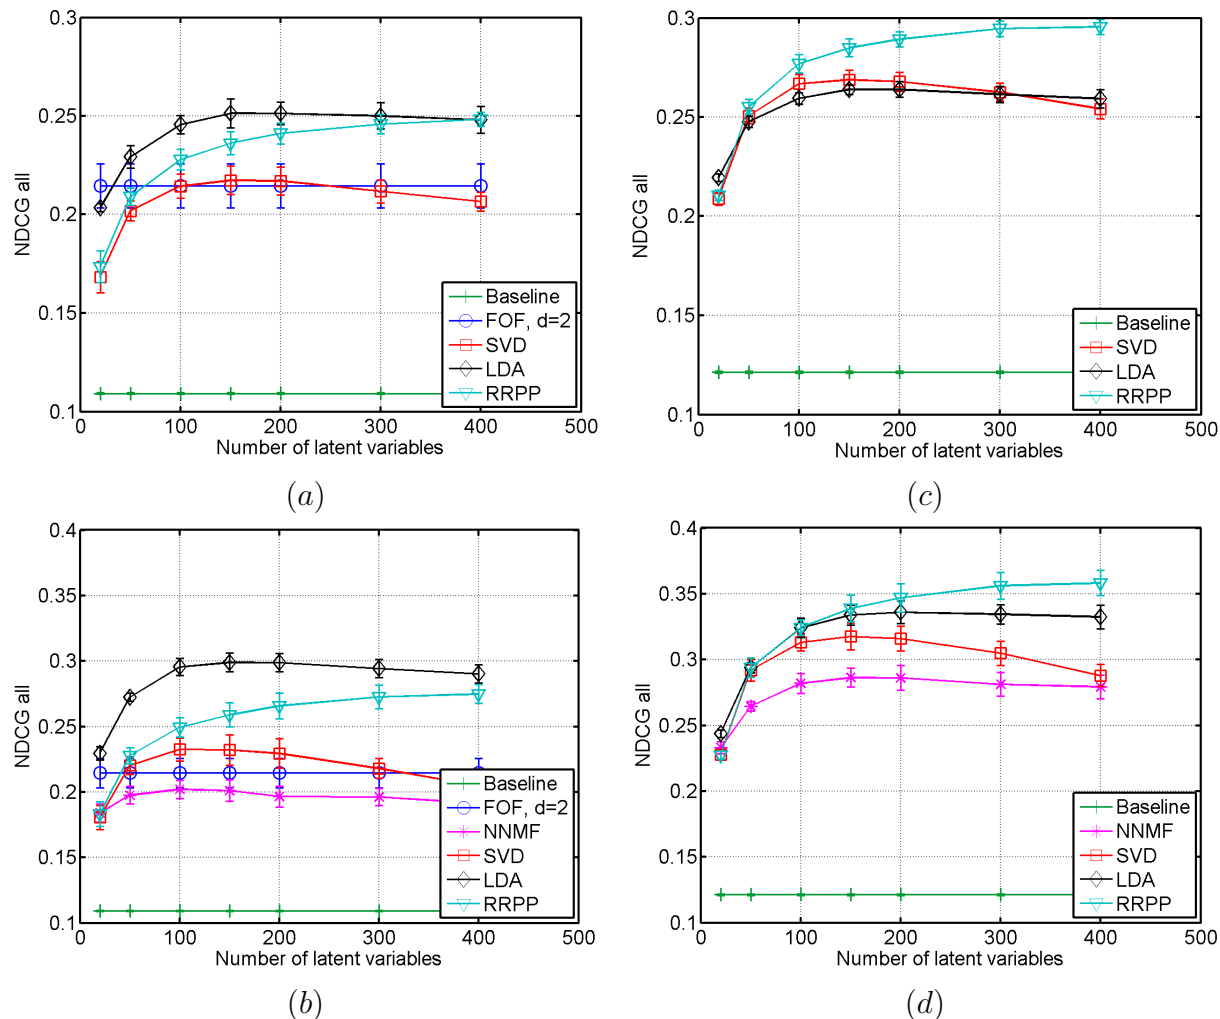 0.3
0.25
0.2
0.15
0.1
NDCG all
0
100
200
300
400
500
Number of latent variables
Baseline
FOF, d=2
SVD
LDA
RRPP
(a)
0.3
0.25
0.2
0.15
0.1
NDCG all
0
100
200
300
400
500
Number of latent variables
Baseline
SVD
LDA
RRPP
(c)
0.4
0.35
0.3
0.25
0.2
0.15
0.1
NDCG all
0
100
200
300
400
500
Number of latent variables
Baseline
FOF, d=2
NNMF
SVD
LDA
RRPP
(b)
0.4
0.35
0.3
0.25
0.2
0.15
0.1
NDCG all
0
100
200
300
400
500
Number of latent variables
Baseline
NNMF
SVD
LDA
RRPP
(d)